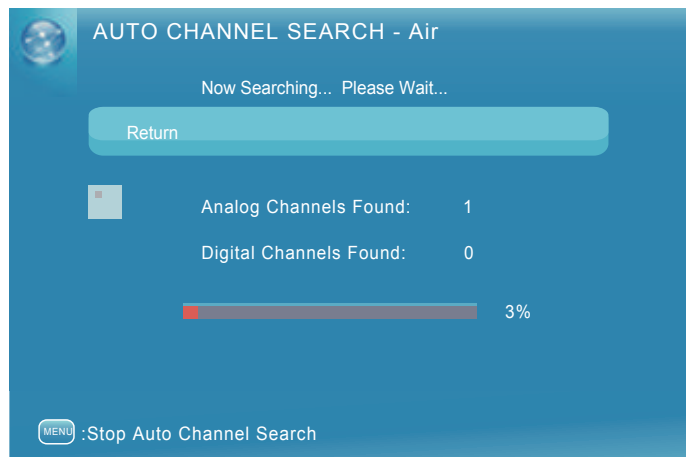 AUTO CHANNEL SEARCH - Air
Now Searching... Please Wait...
Return
Analog Channels Found: 1
Digital Channels Found: 0
3%
MENU :Stop Auto Channel Search